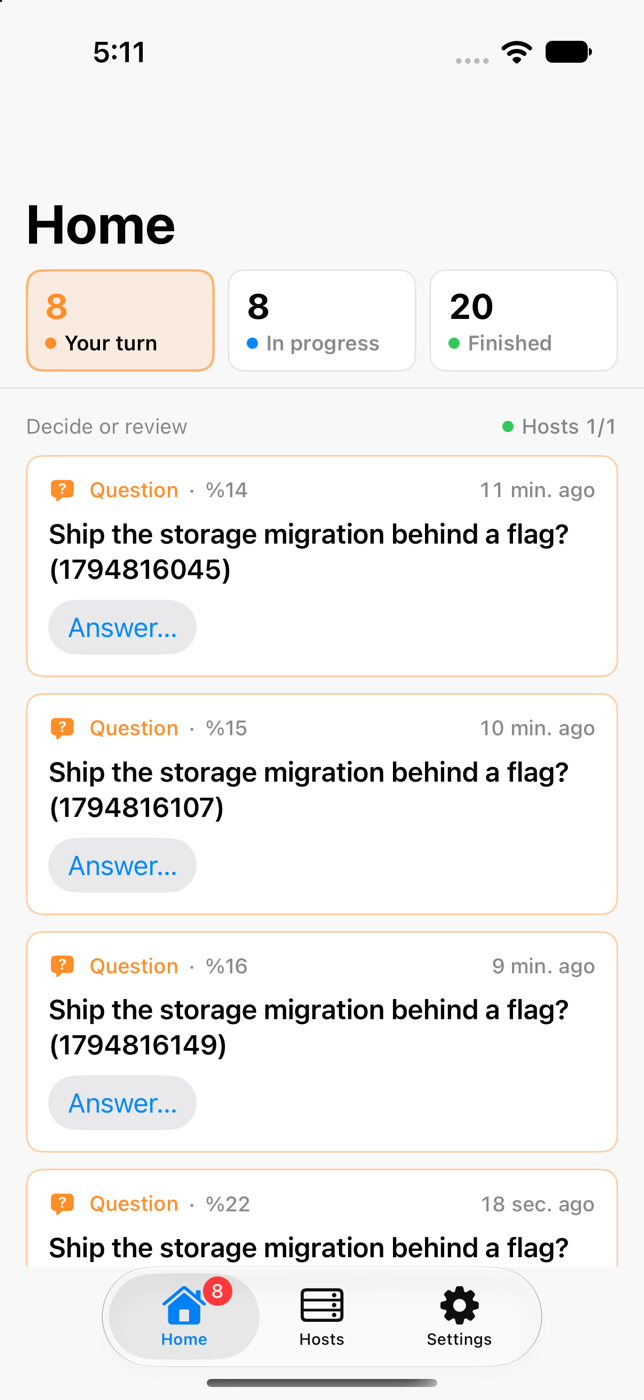 5:11
Home
8
Your turn
8
In progress
20
Finished
Decide or review
Hosts 1/1
Question · %14
11 min. ago
Ship the storage migration behind a flag?
(1794816045)
Answer...
Question · %15
10 min. ago
Ship the storage migration behind a flag?
(1794816107)
Answer...
Question · %16
9 min. ago
Ship the storage migration behind a flag?
(1794816149)
Answer...
Question · %22
18 sec. ago
Ship the storage migration behind a flag?
8
Home
Hosts
Settings